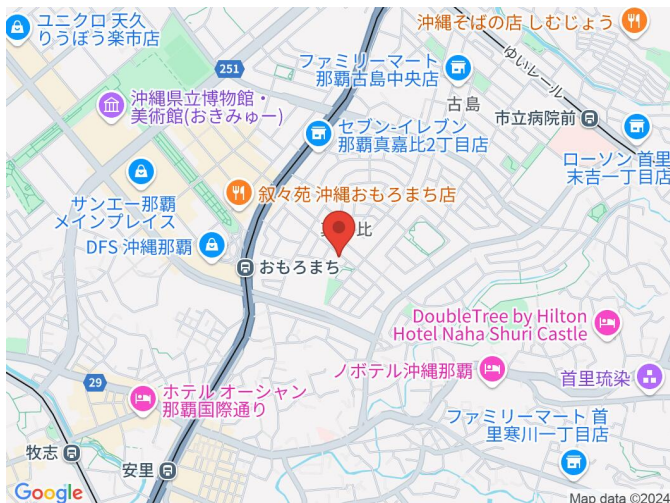 ユニクロ 天久
りうぼう楽市店
沖縄そばの店 しむじょう
251
ファミリーマート
那覇古島中央店
ゆいレール
古島
沖縄県立博物館・
美術館(おきみゅー)
市立病院前
セブン-イレブン
那覇真嘉比2丁目店
ローソン 首里
末吉一丁目店
サンエー那覇
メインプレイス
叙々苑 沖縄おもろまち店
比
DFS 沖縄那覇
おもろまち
DoubleTree by Hilton
Hotel Naha Shuri Castle
ノボテル沖縄那覇
首里琉染
29
ホテル オーシャン
那覇国際通り
ファミリーマート 首
里寒川一丁目店
牧志
安里
Google
Map data ©2024